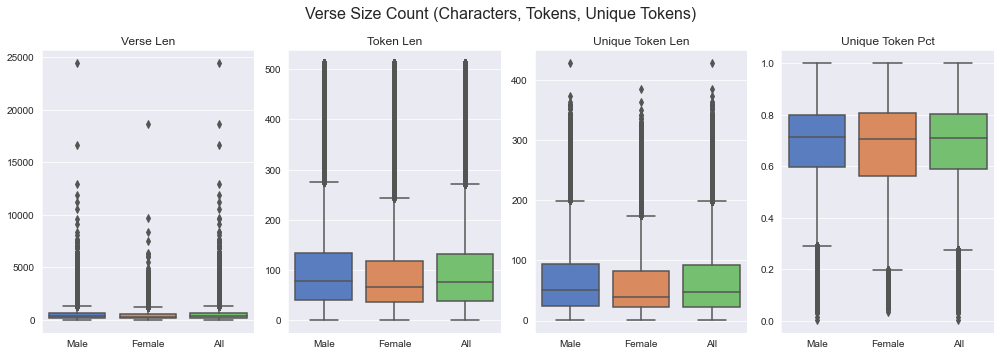 Verse Size Count (Characters, Tokens, Unique Tokens)
Verse Len
25000
20000
15000
10000
5000
0
Male Female All
Token Len
500
400
300
200
100
0
Male Female All
Unique Token Len
400
300
200
100
0
Male Female All
Unique Token Pct
1.0
0.8
0.6
0.4
0.2
0.0
Male Female All